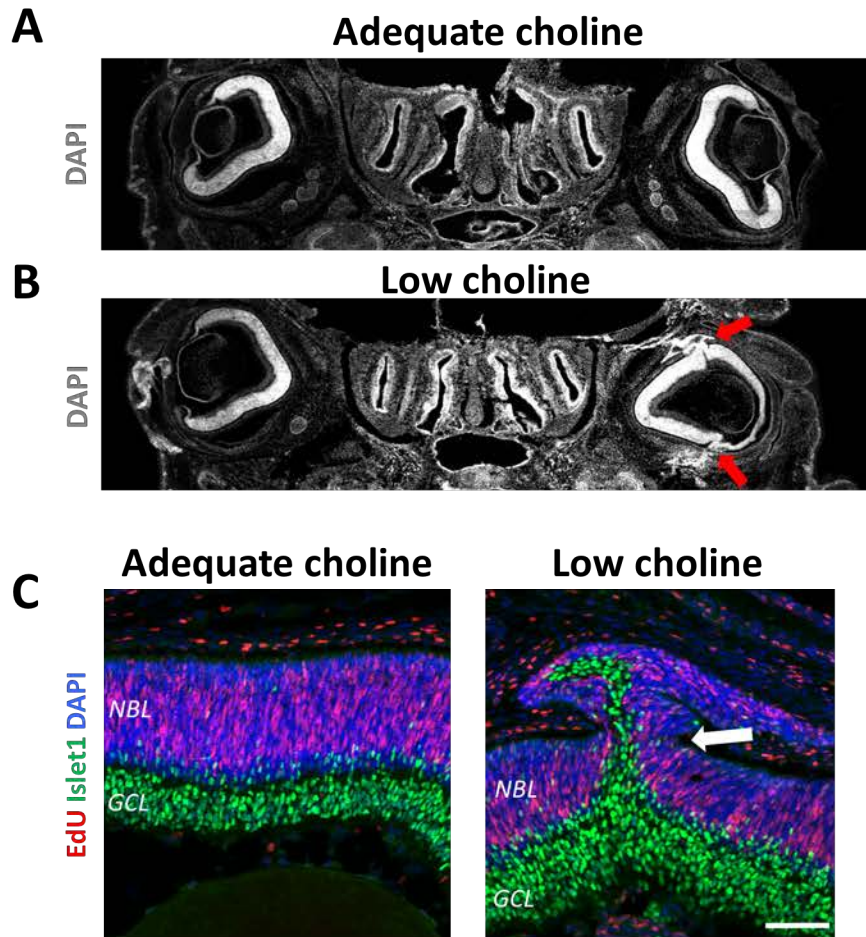 A
Adequate choline
DAPI
B
Low choline
DAPI
C
Adequate choline
Low choline
EdU Islet1 DAPI
NBL
GCL
NBL
GCL